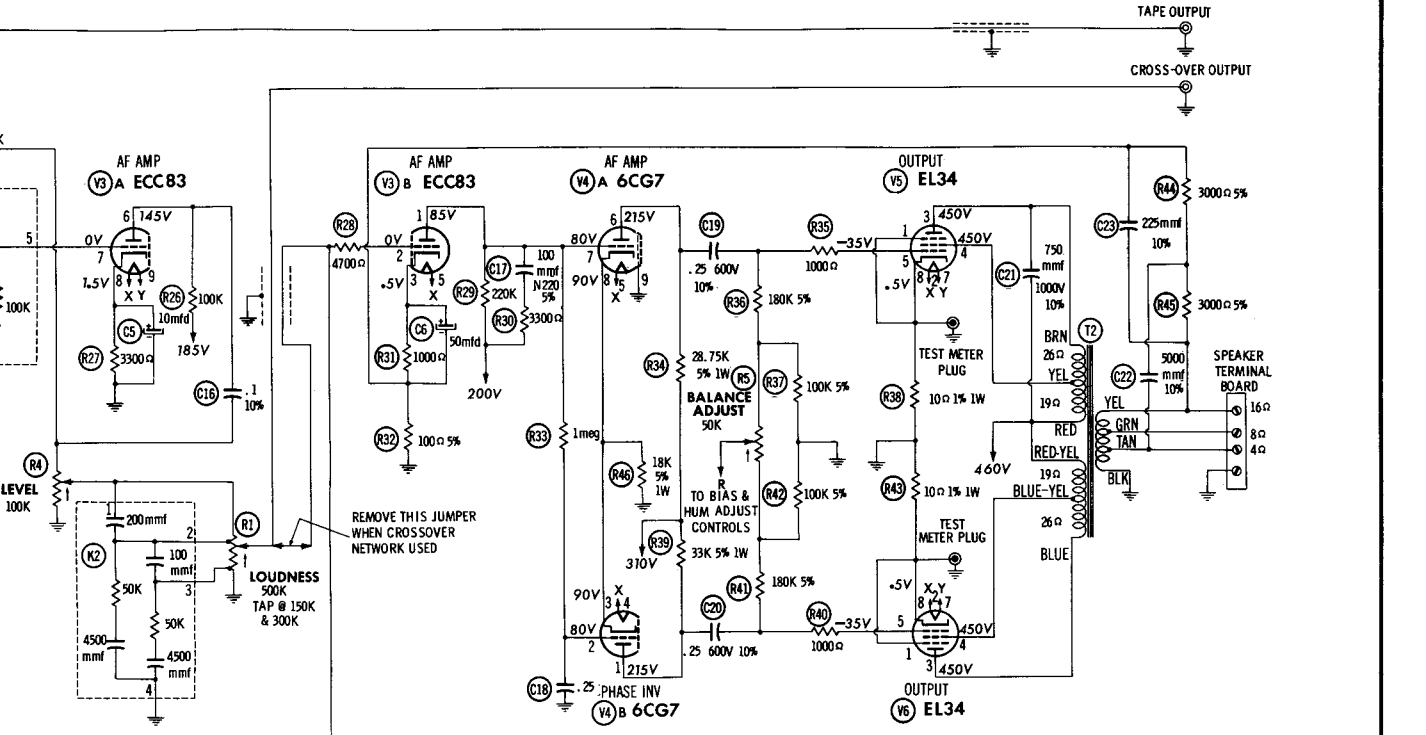 TAPE OUTPUT
CROSS-OVER OUTPUT
K
AF AMP
V3 A ECC83
AF AMP
V3 B ECC83
AF AMP
V4 A 6CG7
OUTPUT
V5 EL34
R44
3000Ω 5%
6 145V
0V
5
7
1.5V
8
9
X Y
R26
100K
10mfd
C5
185V
R27
3300Ω
C16
.1
10%
100K
R28
4700Ω
1 85V
0V
2
.5V
3
5
X
R29
220K
C17
100
mmf
N220
5%
R30
3300Ω
R31
1000Ω
C6
50mfd
200V
R32
100Ω 5%
R33
1meg
80V
7
90V
6 215V
8 5
9
X
C19
.25 600V
10%
R35
1000Ω
-35V
R36
180K 5%
R34
28.75K
5% 1W
R5
BALANCE
ADJUST
50K
R37
100K 5%
R
TO BIAS &
HUM ADJUST
CONTROLS
R42
100K 5%
R46
18K
5%
1W
310V
R39
33K 5% 1W
R41
180K 5%
C20
.25 600V 10%
R40
1000Ω
-35V
90V
X
3 4
80V
2
1 215V
C18
.25
PHASE INV
V4 B 6CG7
3 450V
1
450V
4
5
.5V
8 2 7
X Y
TEST METER
PLUG
R38
10Ω 1% 1W
R43
10Ω 1% 1W
TEST
METER PLUG
.5V
X Y
8 2 7
5
450V
4
1
3 450V
OUTPUT
V6 EL34
C21
750
mmf
1000V
10%
460V
T2
BRN
26Ω
YEL
19Ω
RED
RED-YEL
19Ω
BLUE-YEL
26Ω
BLUE
C23
225mmf
10%
R45
3000Ω 5%
C22
5000
mmf
10%
SPEAKER
TERMINAL
BOARD
YEL
16Ω
GRN
8Ω
TAN
4Ω
BLK
R4
LEVEL
100K
1
200mmf
K2
2
100
mmf
3
50K
50K
4500
mmf
4500
mmf
4
R1
LOUDNESS
500K
TAP @ 150K
& 300K
REMOVE THIS JUMPER
WHEN CROSSOVER
NETWORK USED